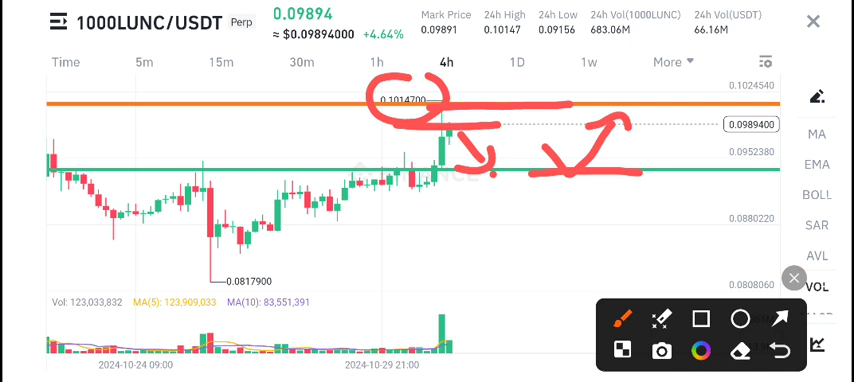 1000LUNC/USDT Perp
0.09894
≈ $0.09894000 +4.64%
Mark Price
0.09891
24h High
0.10147
24h Low
0.09156
24h Vol(1000LUNC)
683.06M
24h Vol(USDT)
66.16M
Time 5m 15m 30m 1h 4h 1D 1w More
0.1024540
0.1014700
0.0989400
0.0952380
0.0880220
0.0817900
0.0808060
MA
EMA
BOLL
SAR
AVL
VOL
Vol: 123,033,832 MA(5): 123,909,033 MA(10): 83,551,391
2024-10-24 09:00
2024-10-29 21:00